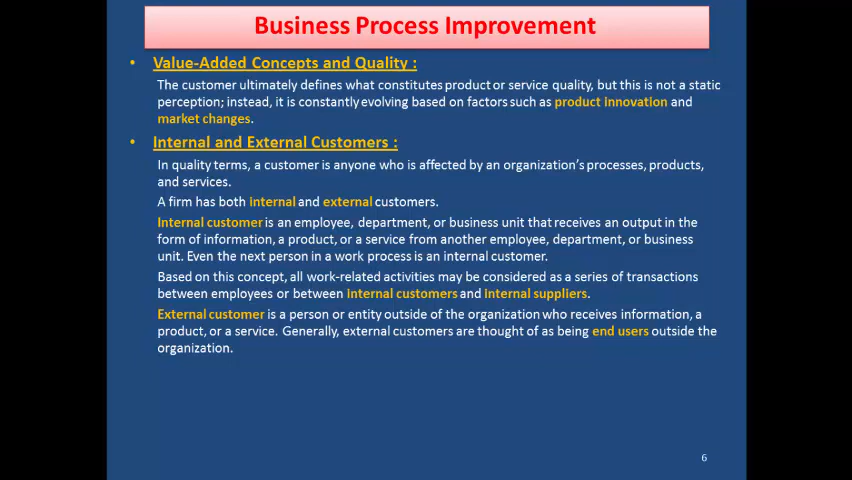 Business Process Improvement
• Value-Added Concepts and Quality :
The customer ultimately defines what constitutes product or service quality, but this is not a static
perception; instead, it is constantly evolving based on factors such as product innovation and
market changes.
• Internal and External Customers :
In quality terms, a customer is anyone who is affected by an organization's processes, products,
and services.
A firm has both internal and external customers.
Internal customer is an employee, department, or business unit that receives an output in the
form of information, a product, or a service from another employee, department, or business
unit. Even the next person in a work process is an internal customer.
Based on this concept, all work-related activities may be considered as a series of transactions
between employees or between internal customers and internal suppliers.
External customer is a person or entity outside of the organization who receives information, a
product, or a service. Generally, external customers are thought of as being end users outside the
organization.
6